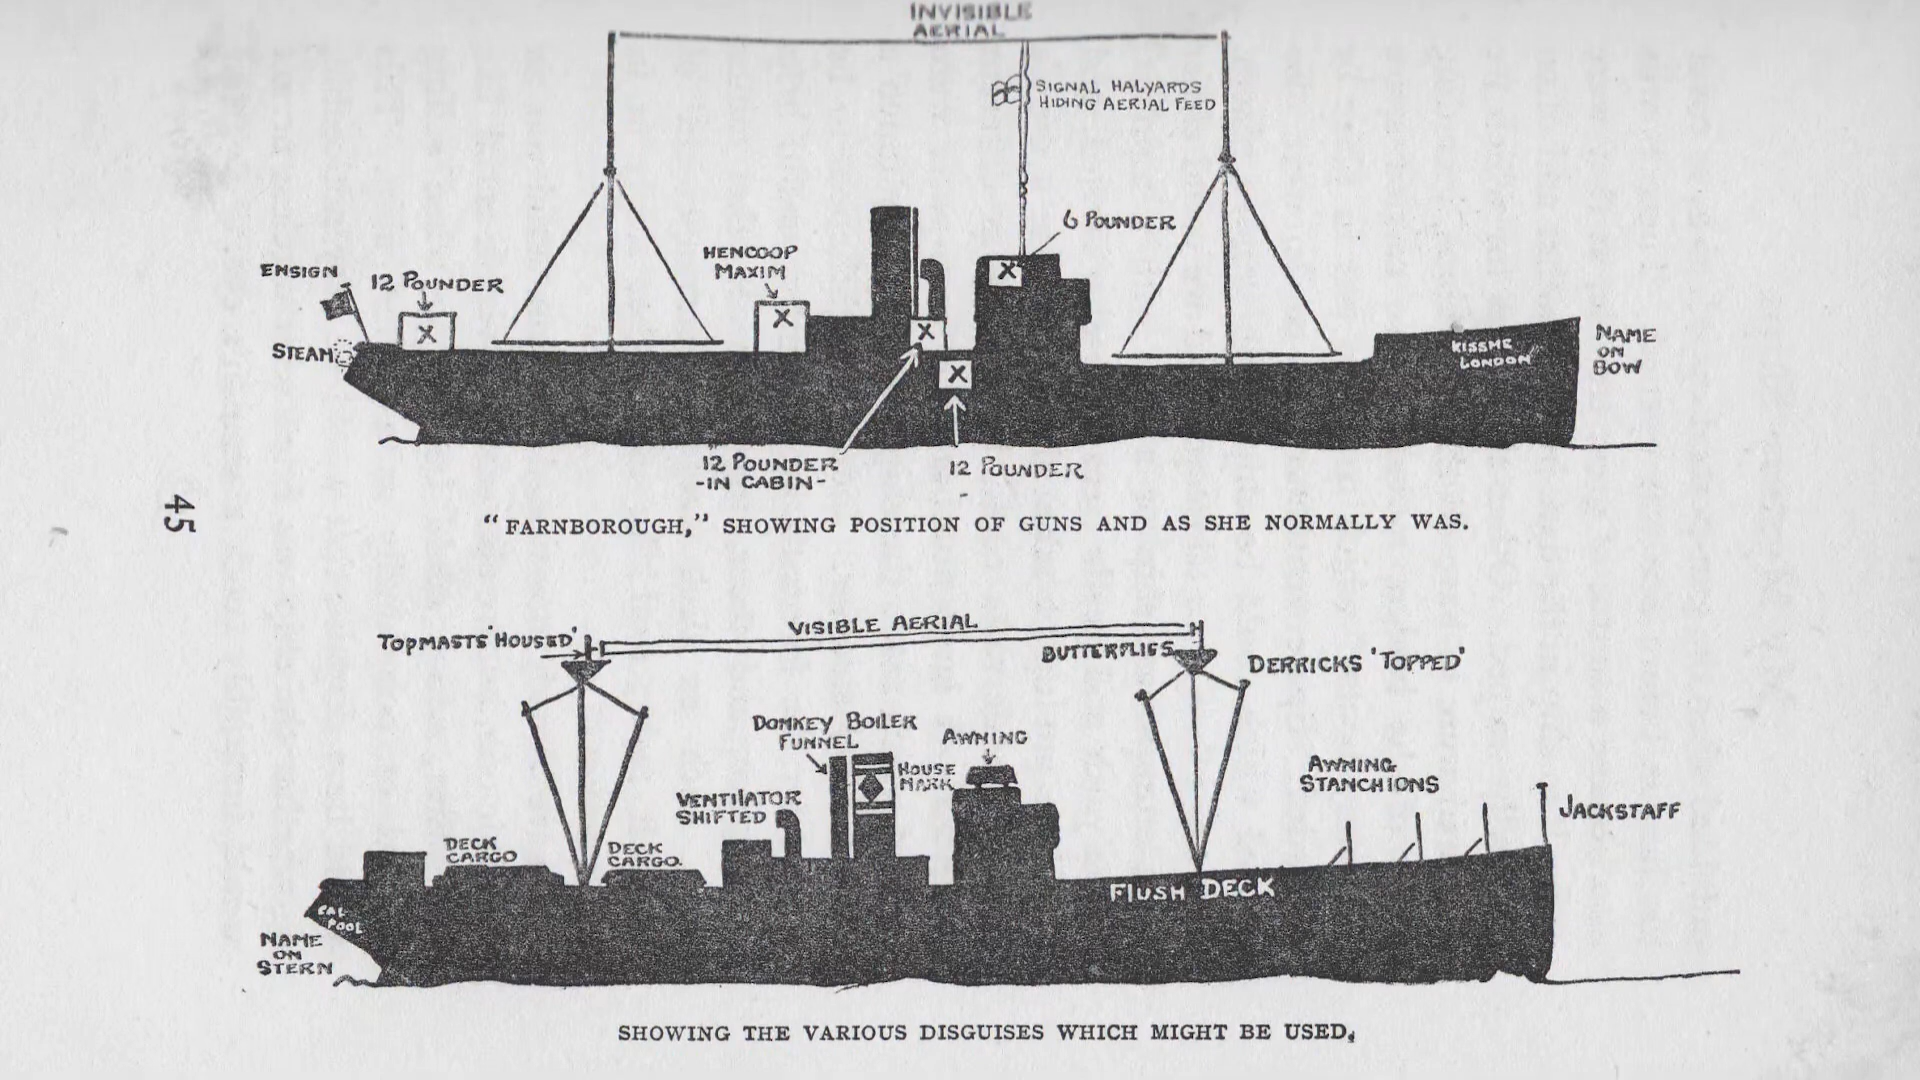 INVISIBLE
AERIAL
SIGNAL HALYARDS
HIDING AERIAL FEED
6 POUNDER
HENCOOP
MAXIM
ENSIGN
12 POUNDER
STEAM
X
X
X
X
X
KISSME
LONDON
NAME
ON
BOW
12 POUNDER
-IN CABIN-
12 POUNDER
45
"FARNBOROUGH," SHOWING POSITION OF GUNS AND AS SHE NORMALLY WAS.
VISIBLE AERIAL
TOPMASTS 'HOUSED'
BUTTERFLIES
DERRICKS 'TOPPED'
DONKEY BOILER
FUNNEL
AWNING
HOUSE
MARK
AWNING
STANCHIONS
VENTILATOR
SHIFTED
JACKSTAFF
DECK
CARGO
DECK
CARGO.
FLUSH DECK
CAL
POOL
NAME
ON
STERN
SHOWING THE VARIOUS DISGUISES WHICH MIGHT BE USED.